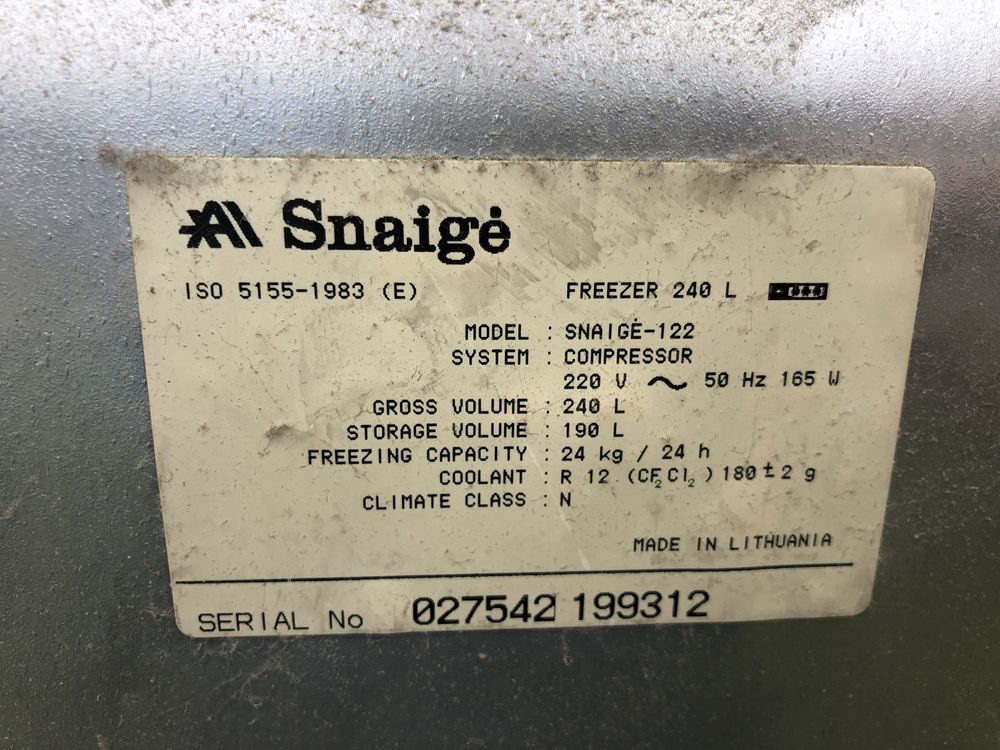 Snaigė
ISO 5155-1983 (E) FREEZER 240 L
MODEL : SNAIGĖ-122
SYSTEM : COMPRESSOR
220 V ~ 50 Hz 165 W
GROSS VOLUME : 240 L
STORAGE VOLUME : 190 L
FREEZING CAPACITY : 24 kg / 24 h
COOLANT : R 12 (CF₂Cl₂) 180 ± 2 g
CLIMATE CLASS : N
MADE IN LITHUANIA
SERIAL No 027542 199312